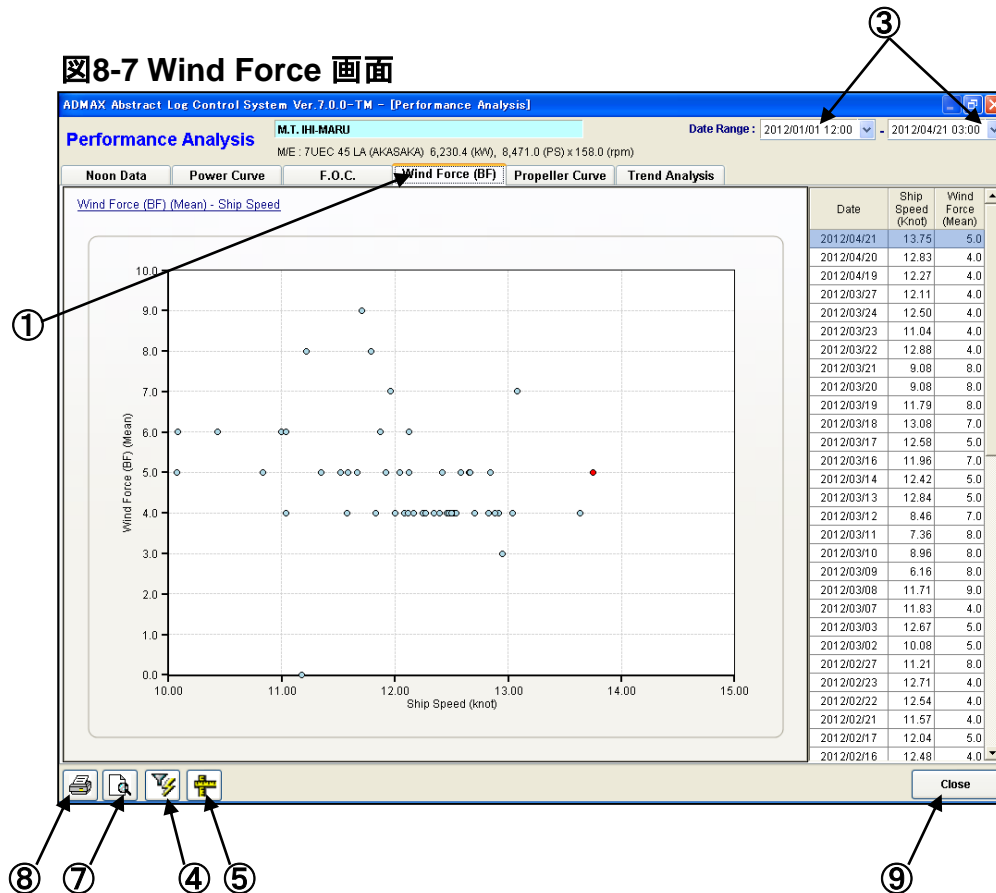 ③
図8-7 Wind Force 画面
ADMAX Abstract Log Control System Ver.7.0.0-TM - [Performance Analysis]
Performance Analysis
M.T. IHI-MARU
Date Range : 2012/01/01 12:00 - 2012/04/21 03:00
M/E : 7UEC 45 LA (AKASAKA) 6,230.4 (kW), 8,471.0 (PS) x 158.0 (rpm)
Noon Data Power Curve F.O.C. Wind Force (BF) Propeller Curve Trend Analysis
Wind Force (BF) (Mean) - Ship Speed
①
10.0
9.0
8.0
7.0
6.0
5.0
4.0
3.0
2.0
1.0
0.0
Wind Force (BF) (Mean)
10.00 11.00 12.00 13.00 14.00 15.00
Ship Speed (knot)
Date Ship Speed (Knot) Wind Force (Mean)
2012/04/21 13.75 5.0
2012/04/20 12.83 4.0
2012/04/19 12.27 4.0
2012/03/27 12.11 4.0
2012/03/24 12.50 4.0
2012/03/23 11.04 4.0
2012/03/22 12.88 4.0
2012/03/21 9.08 8.0
2012/03/20 9.08 8.0
2012/03/19 11.79 8.0
2012/03/18 13.08 7.0
2012/03/17 12.58 5.0
2012/03/16 11.96 7.0
2012/03/14 12.42 5.0
2012/03/13 12.84 5.0
2012/03/12 8.46 7.0
2012/03/11 7.36 8.0
2012/03/10 8.96 8.0
2012/03/09 6.16 8.0
2012/03/08 11.71 9.0
2012/03/07 11.83 4.0
2012/03/03 12.67 5.0
2012/03/02 10.08 5.0
2012/02/27 11.21 8.0
2012/02/23 12.71 4.0
2012/02/22 12.54 4.0
2012/02/21 11.57 4.0
2012/02/17 12.04 5.0
2012/02/16 12.48 4.0
Close
⑧ ⑦ ④ ⑤ ⑨